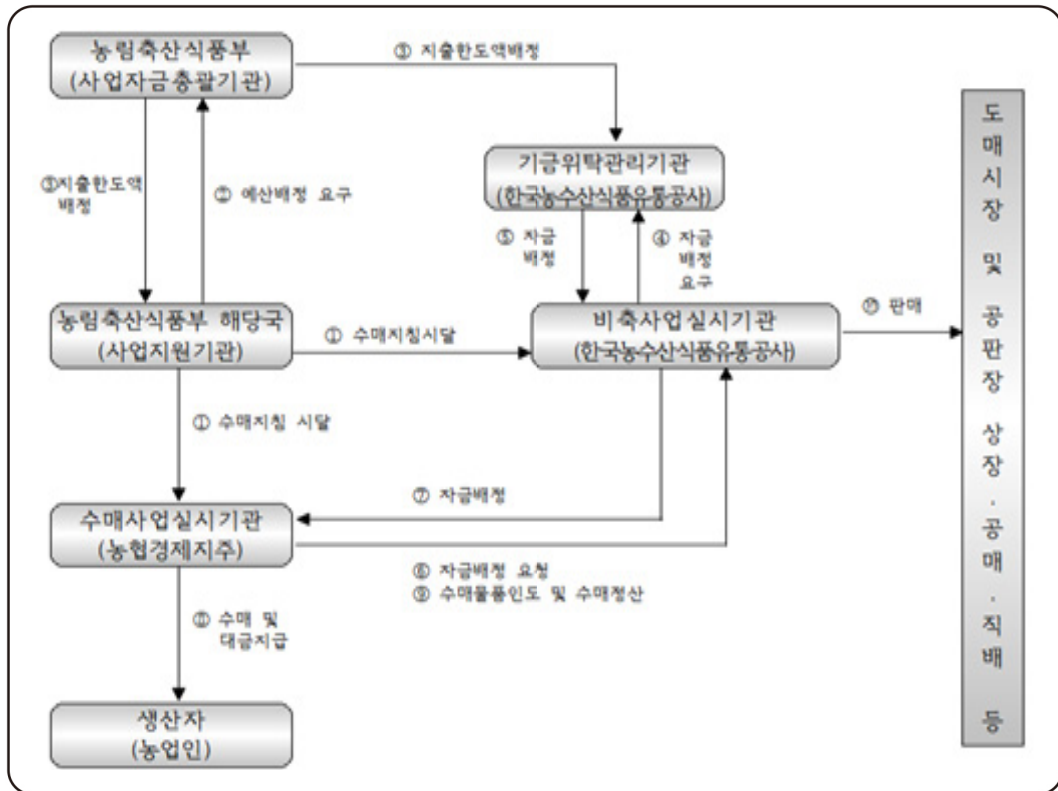 농림축산식품부
(사업자금총괄기관)
③ 지출한도액배정
기금위탁관리기관
(한국농수산식품유통공사)
③지출한도액
배정
② 예산배정 요구
⑤ 자금
배정
④ 자금
배정
요구
농림축산식품부 해당국
(사업지원기관)
① 수매지침시달
비축사업실시기관
(한국농수산식품유통공사)
판매
① 수매지침 시달
⑦ 자금배정
수매사업실시기관
(농협경제지주)
⑥ 자금배정 요청
⑨ 수매물품인도 및 수매정산
⑧ 수매 및
대금지급
생산자
(농업인)
도매시장 및 공판장 상장·공매·직배 등